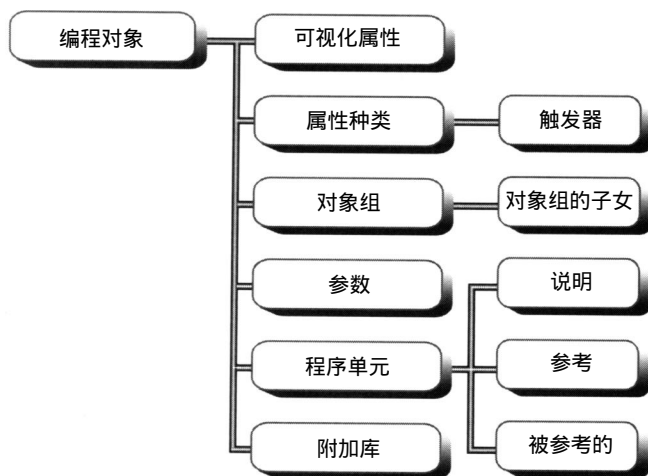 编程对象
可视化属性
属性种类
触发器
对象组
对象组的子女
参数
说明
程序单元
参考
附加库
被参考的